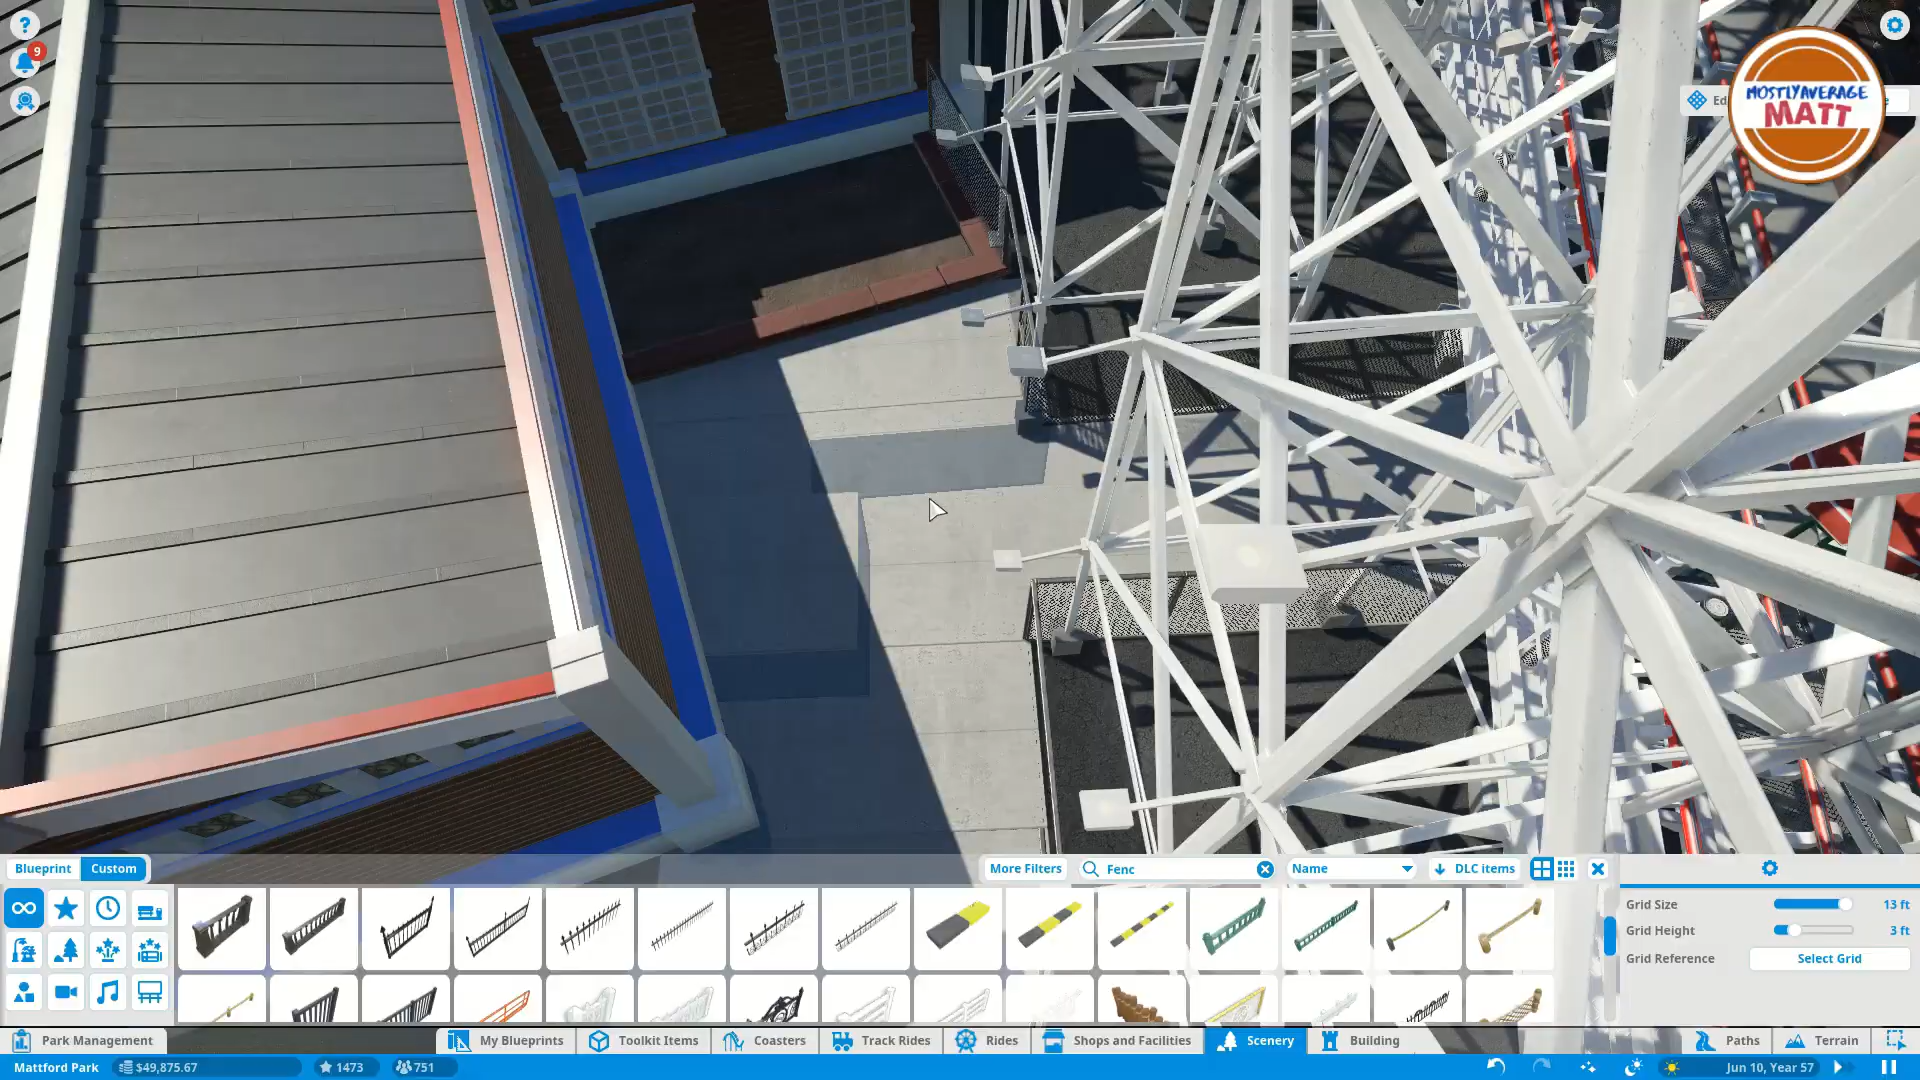 ?
9
Ed
MOSTLYAVERAGE
MATT
Blueprint
Custom
More Filters
Fenc
Name
DLC items
Grid Size
13 ft
Grid Height
3 ft
Grid Reference
Select Grid
Park Management
My Blueprints
Toolkit Items
Coasters
Track Rides
Rides
Shops and Facilities
Scenery
Building
Paths
Terrain
Mattford Park
$49,875.67
1473
751
Jun 10, Year 57